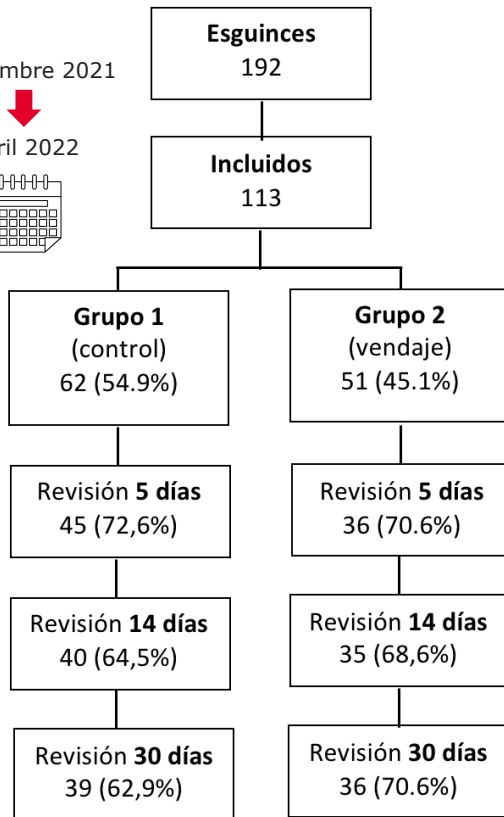 Esguinces
192
mbre 2021
ril 2022
Incluidos
113
Grupo 1
(control)
62 (54.9%)
Grupo 2
(vendaje)
51 (45.1%)
Revisión 5 días
45 (72,6%)
Revisión 5 días
36 (70.6%)
Revisión 14 días
40 (64,5%)
Revisión 14 días
35 (68,6%)
Revisión 30 días
39 (62,9%)
Revisión 30 días
36 (70.6%)